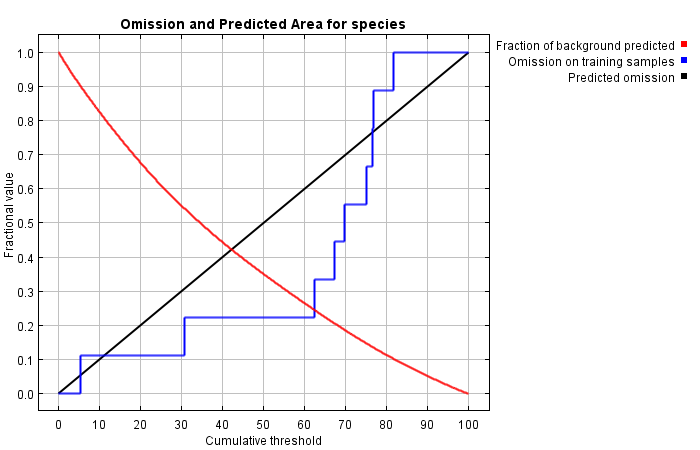 Omission and Predicted Area for species
Fraction of background predicted
Omission on training samples
Predicted omission
Fractional value
1.0
0.9
0.8
0.7
0.6
0.5
0.4
0.3
0.2
0.1
0.0
0 10 20 30 40 50 60 70 80 90 100
Cumulative threshold